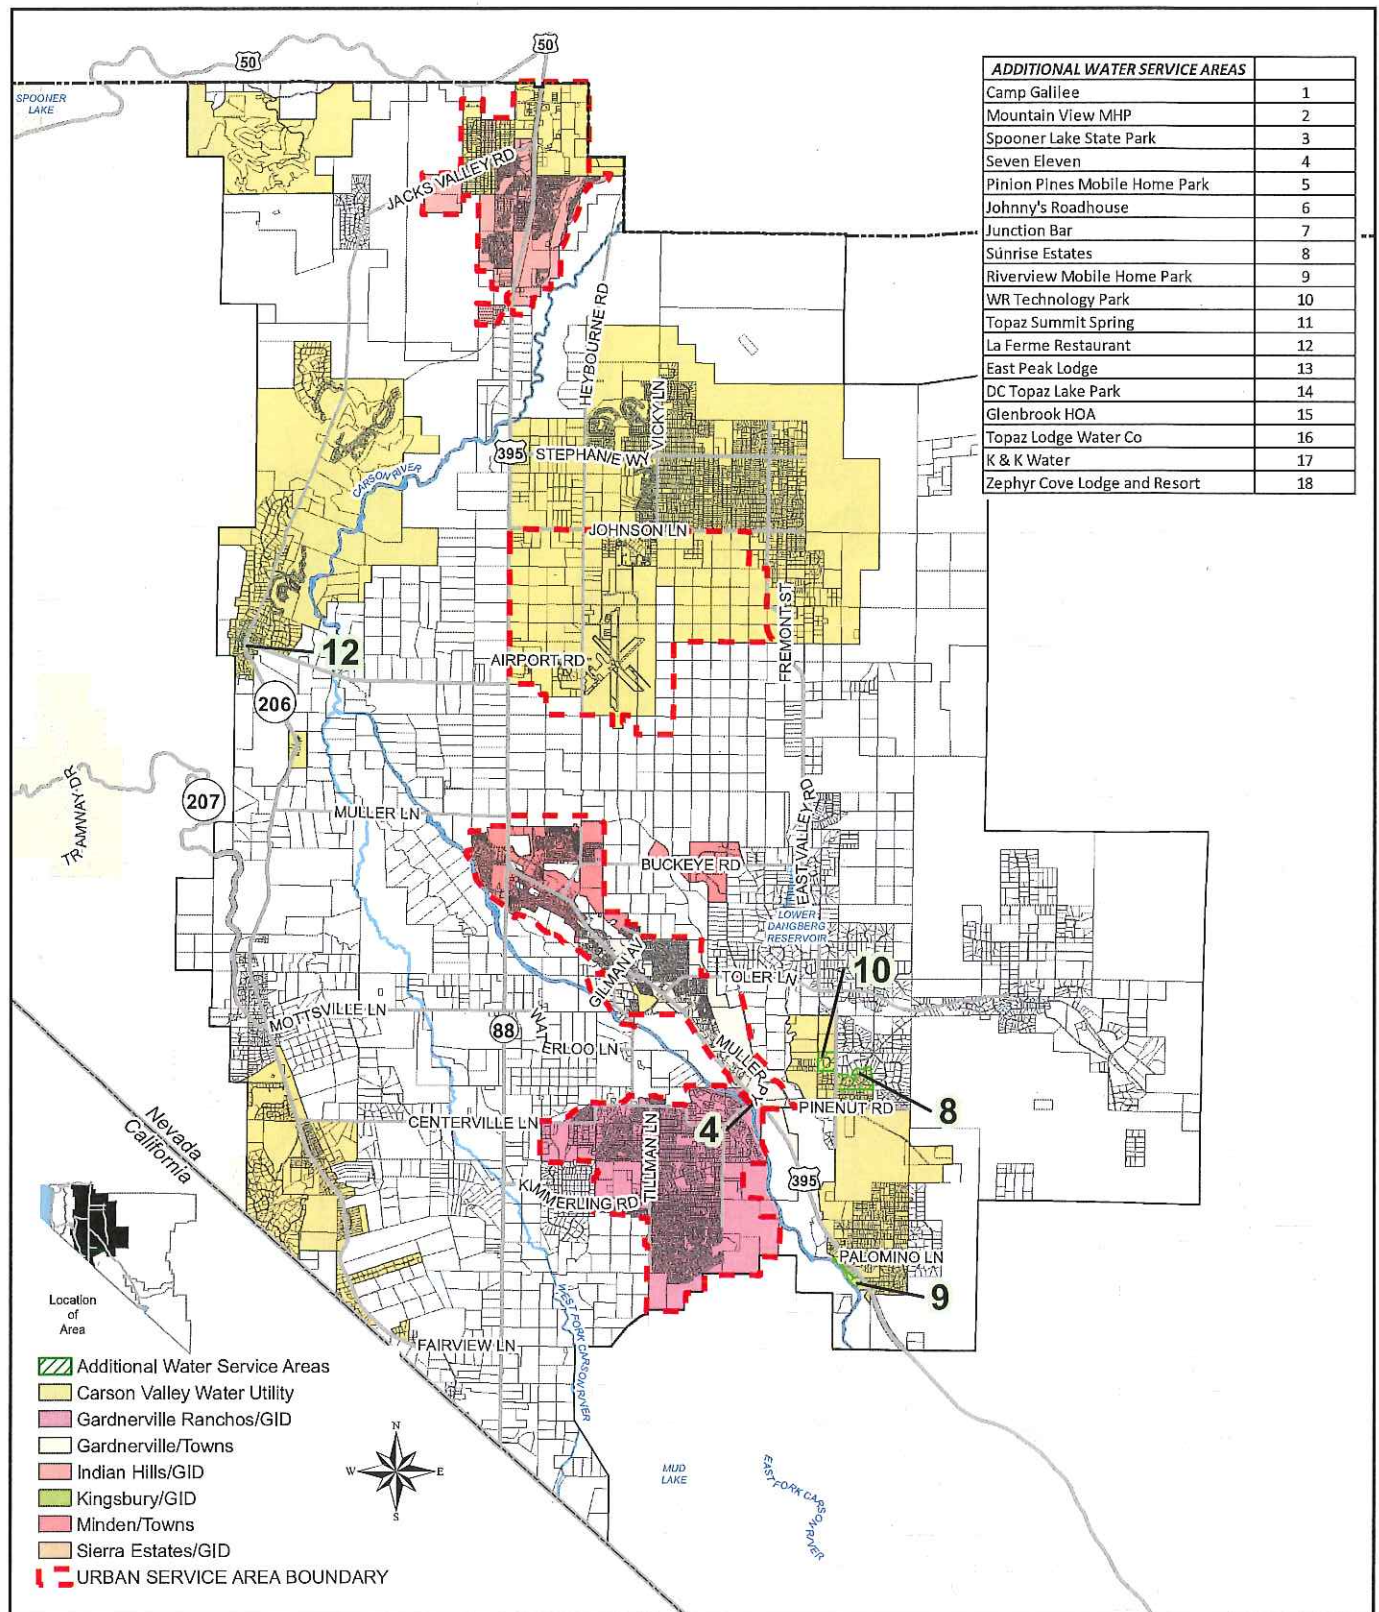 50
50
SPOONER
LAKE
ADDITIONAL WATER SERVICE AREAS
Camp Galilee 1
Mountain View MHP 2
Spooner Lake State Park 3
Seven Eleven 4
Pinion Pines Mobile Home Park 5
Johnny's Roadhouse 6
Junction Bar 7
Sunrise Estates 8
Riverview Mobile Home Park 9
WR Technology Park 10
Topaz Summit Spring 11
La Ferme Restaurant 12
East Peak Lodge 13
DC Topaz Lake Park 14
Glenbrook HOA 15
Topaz Lodge Water Co 16
K & K Water 17
Zephyr Cove Lodge and Resort 18
JACKS VALLEY RD
HEYBOURNE RD
VICKY LN
395
STEPHANIE WY
CARSON RIVER
JOHNSON LN
FREMONT ST
12
AIRPORT RD
206
207
TRAMWAY DR
MULLER LN
EAST VALLEY RD
BUCKEYE RD
LOWER
DANGBERG
RESERVOIR
GILMAN AV
TOLER LN
10
MOTTSVILLE LN
88
WATERLOO LN
MULLER PY
PINENUT RD
8
CENTERVILLE LN
TILLMAN LN
4
KIMMERLING RD
395
PALOMINO LN
9
Nevada
California
WEST FORK CARSON RIVER
FAIRVIEW LN
Location
of
Area
Additional Water Service Areas
Carson Valley Water Utility
Gardnerville Ranchos/GID
Gardnerville/Towns
Indian Hills/GID
Kingsbury/GID
Minden/Towns
Sierra Estates/GID
URBAN SERVICE AREA BOUNDARY
N
W E
S
MUD
LAKE
EAST FORK CARSON RIVER